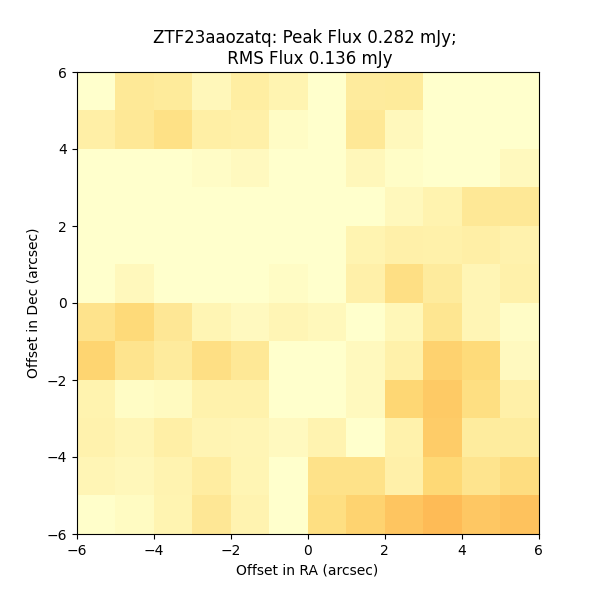 ZTF23aaozatq: Peak Flux 0.282 mJy;
RMS Flux 0.136 mJy
6
4
2
0
−2
−4
−6
Offset in Dec (arcsec)
−6 −4 −2 0 2 4 6
Offset in RA (arcsec)